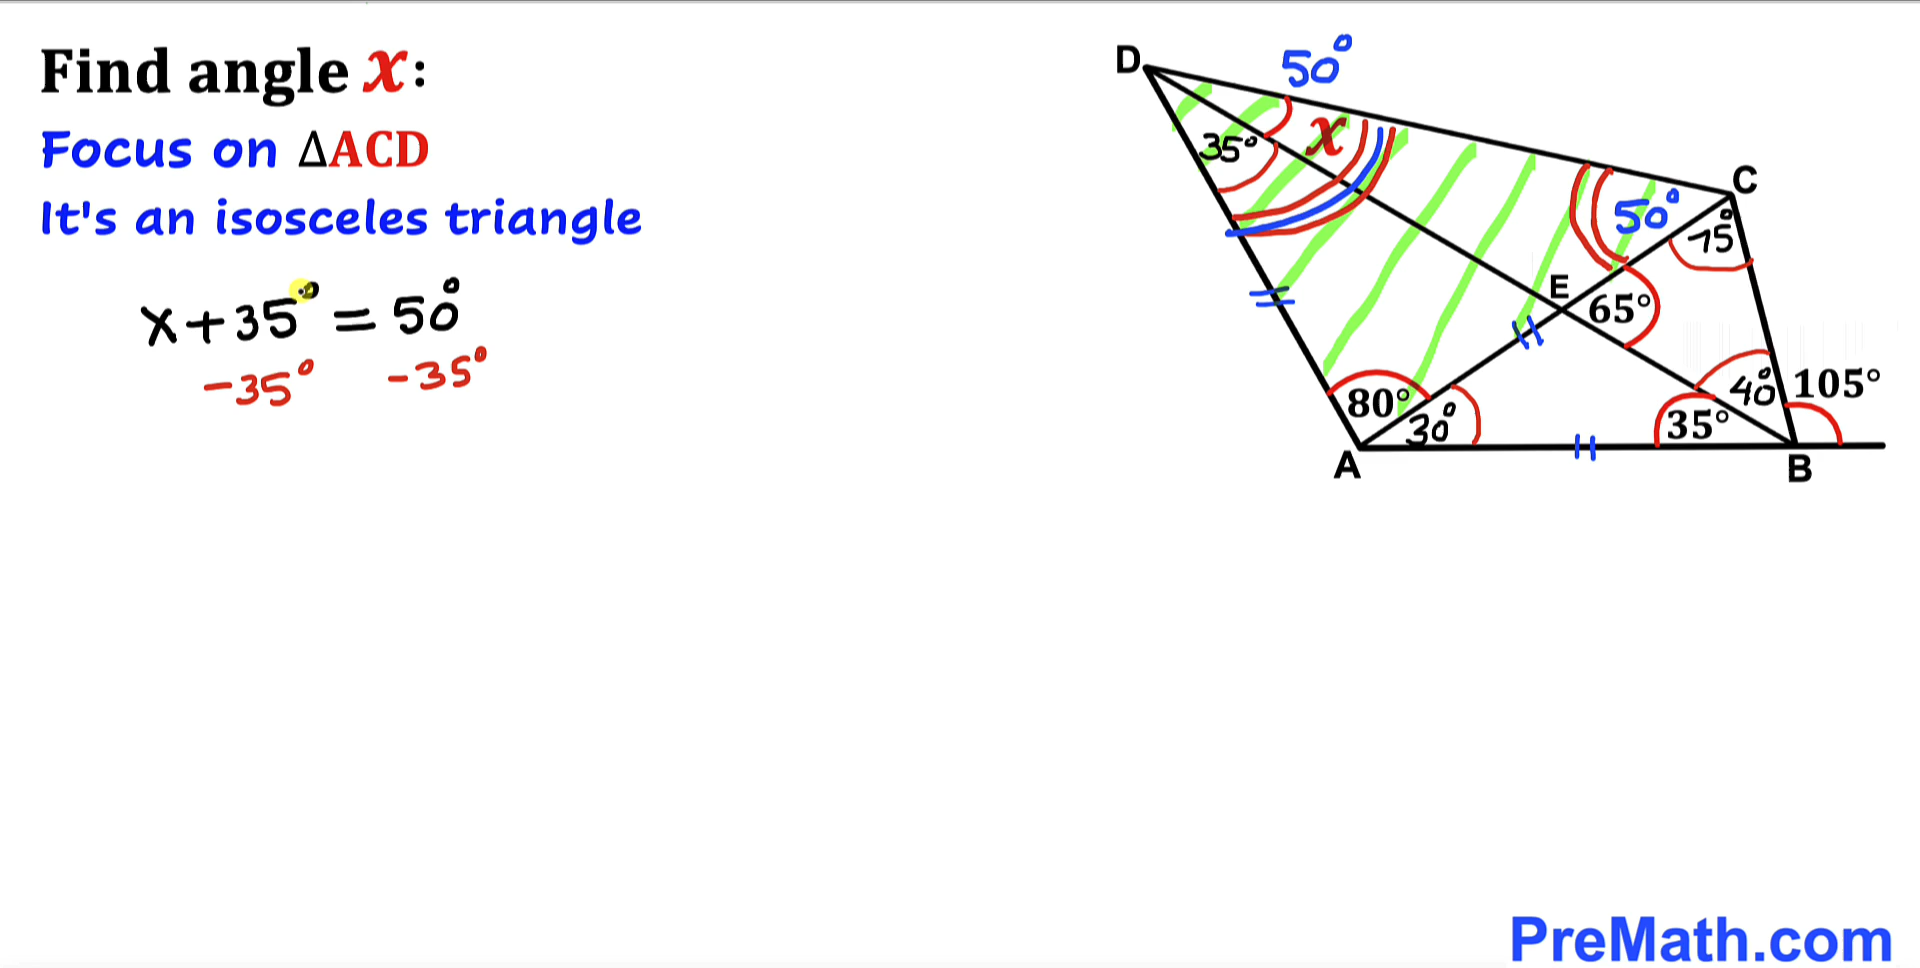 Find angle x:
Focus on ΔACD
It's an isosceles triangle
x + 35° = 50°
-35° -35°
D
50°
35°
x
C
50°
75°
E
65°
80°
30°
40°
105°
35°
A
B
PreMath.com